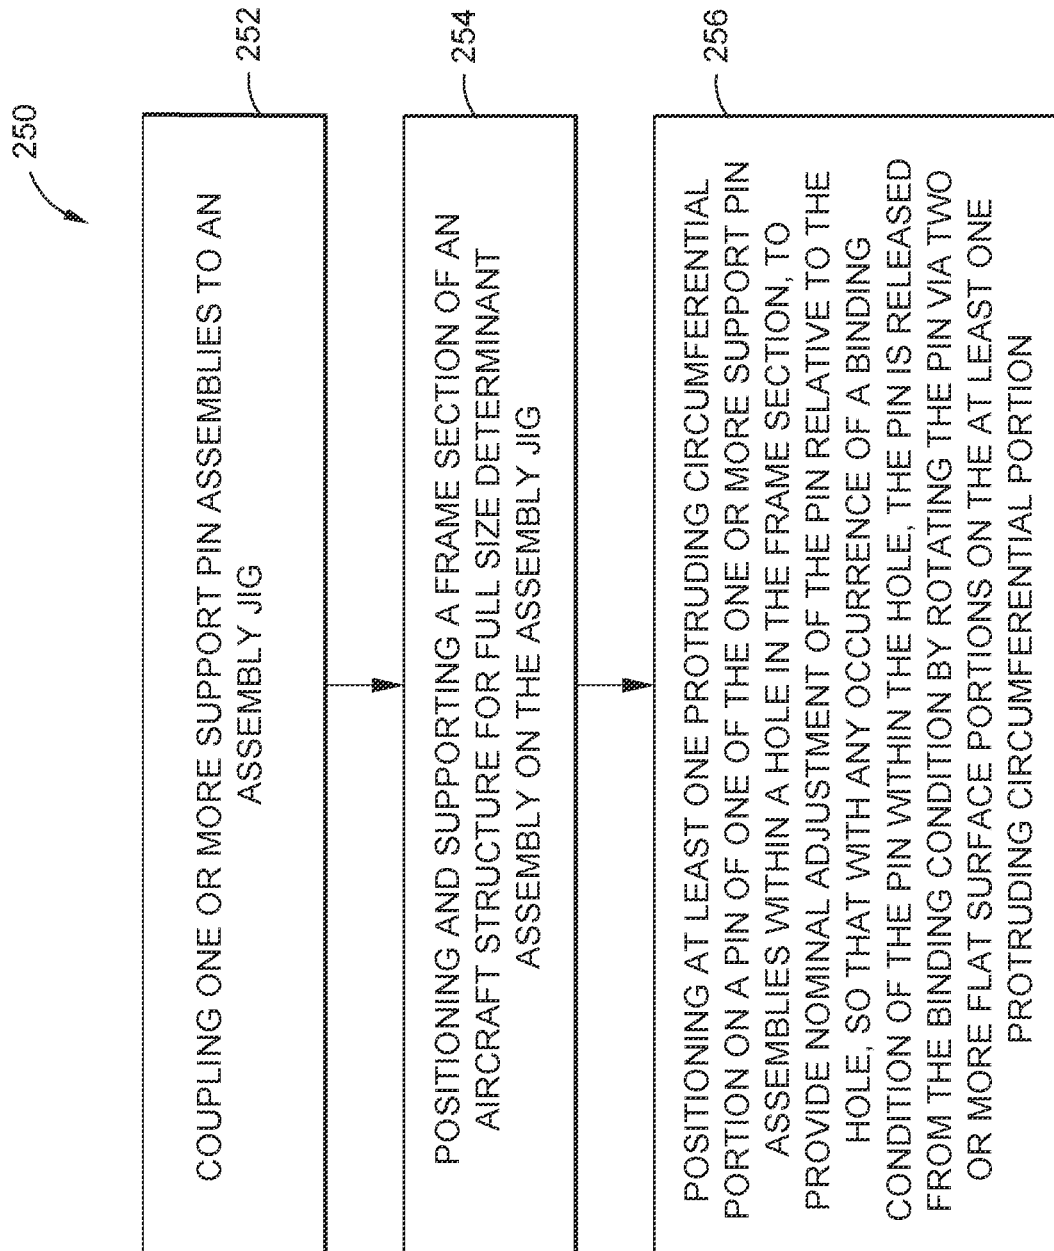 250
252
COUPLING ONE OR MORE SUPPORT PIN ASSEMBLIES TO AN
ASSEMBLY JIG
254
POSITIONING AND SUPPORTING A FRAME SECTION OF AN
AIRCRAFT STRUCTURE FOR FULL SIZE DETERMINANT
ASSEMBLY ON THE ASSEMBLY JIG
256
POSITIONING AT LEAST ONE PROTRUDING CIRCUMFERENTIAL
PORTION ON A PIN OF ONE OF THE ONE OR MORE SUPPORT PIN
ASSEMBLIES WITHIN A HOLE IN THE FRAME SECTION, TO
PROVIDE NOMINAL ADJUSTMENT OF THE PIN RELATIVE TO THE
HOLE, SO THAT WITH ANY OCCURRENCE OF A BINDING
CONDITION OF THE PIN WITHIN THE HOLE, THE PIN IS RELEASED
FROM THE BINDING CONDITION BY ROTATING THE PIN VIA TWO
OR MORE FLAT SURFACE PORTIONS ON THE AT LEAST ONE
PROTRUDING CIRCUMFERENTIAL PORTION